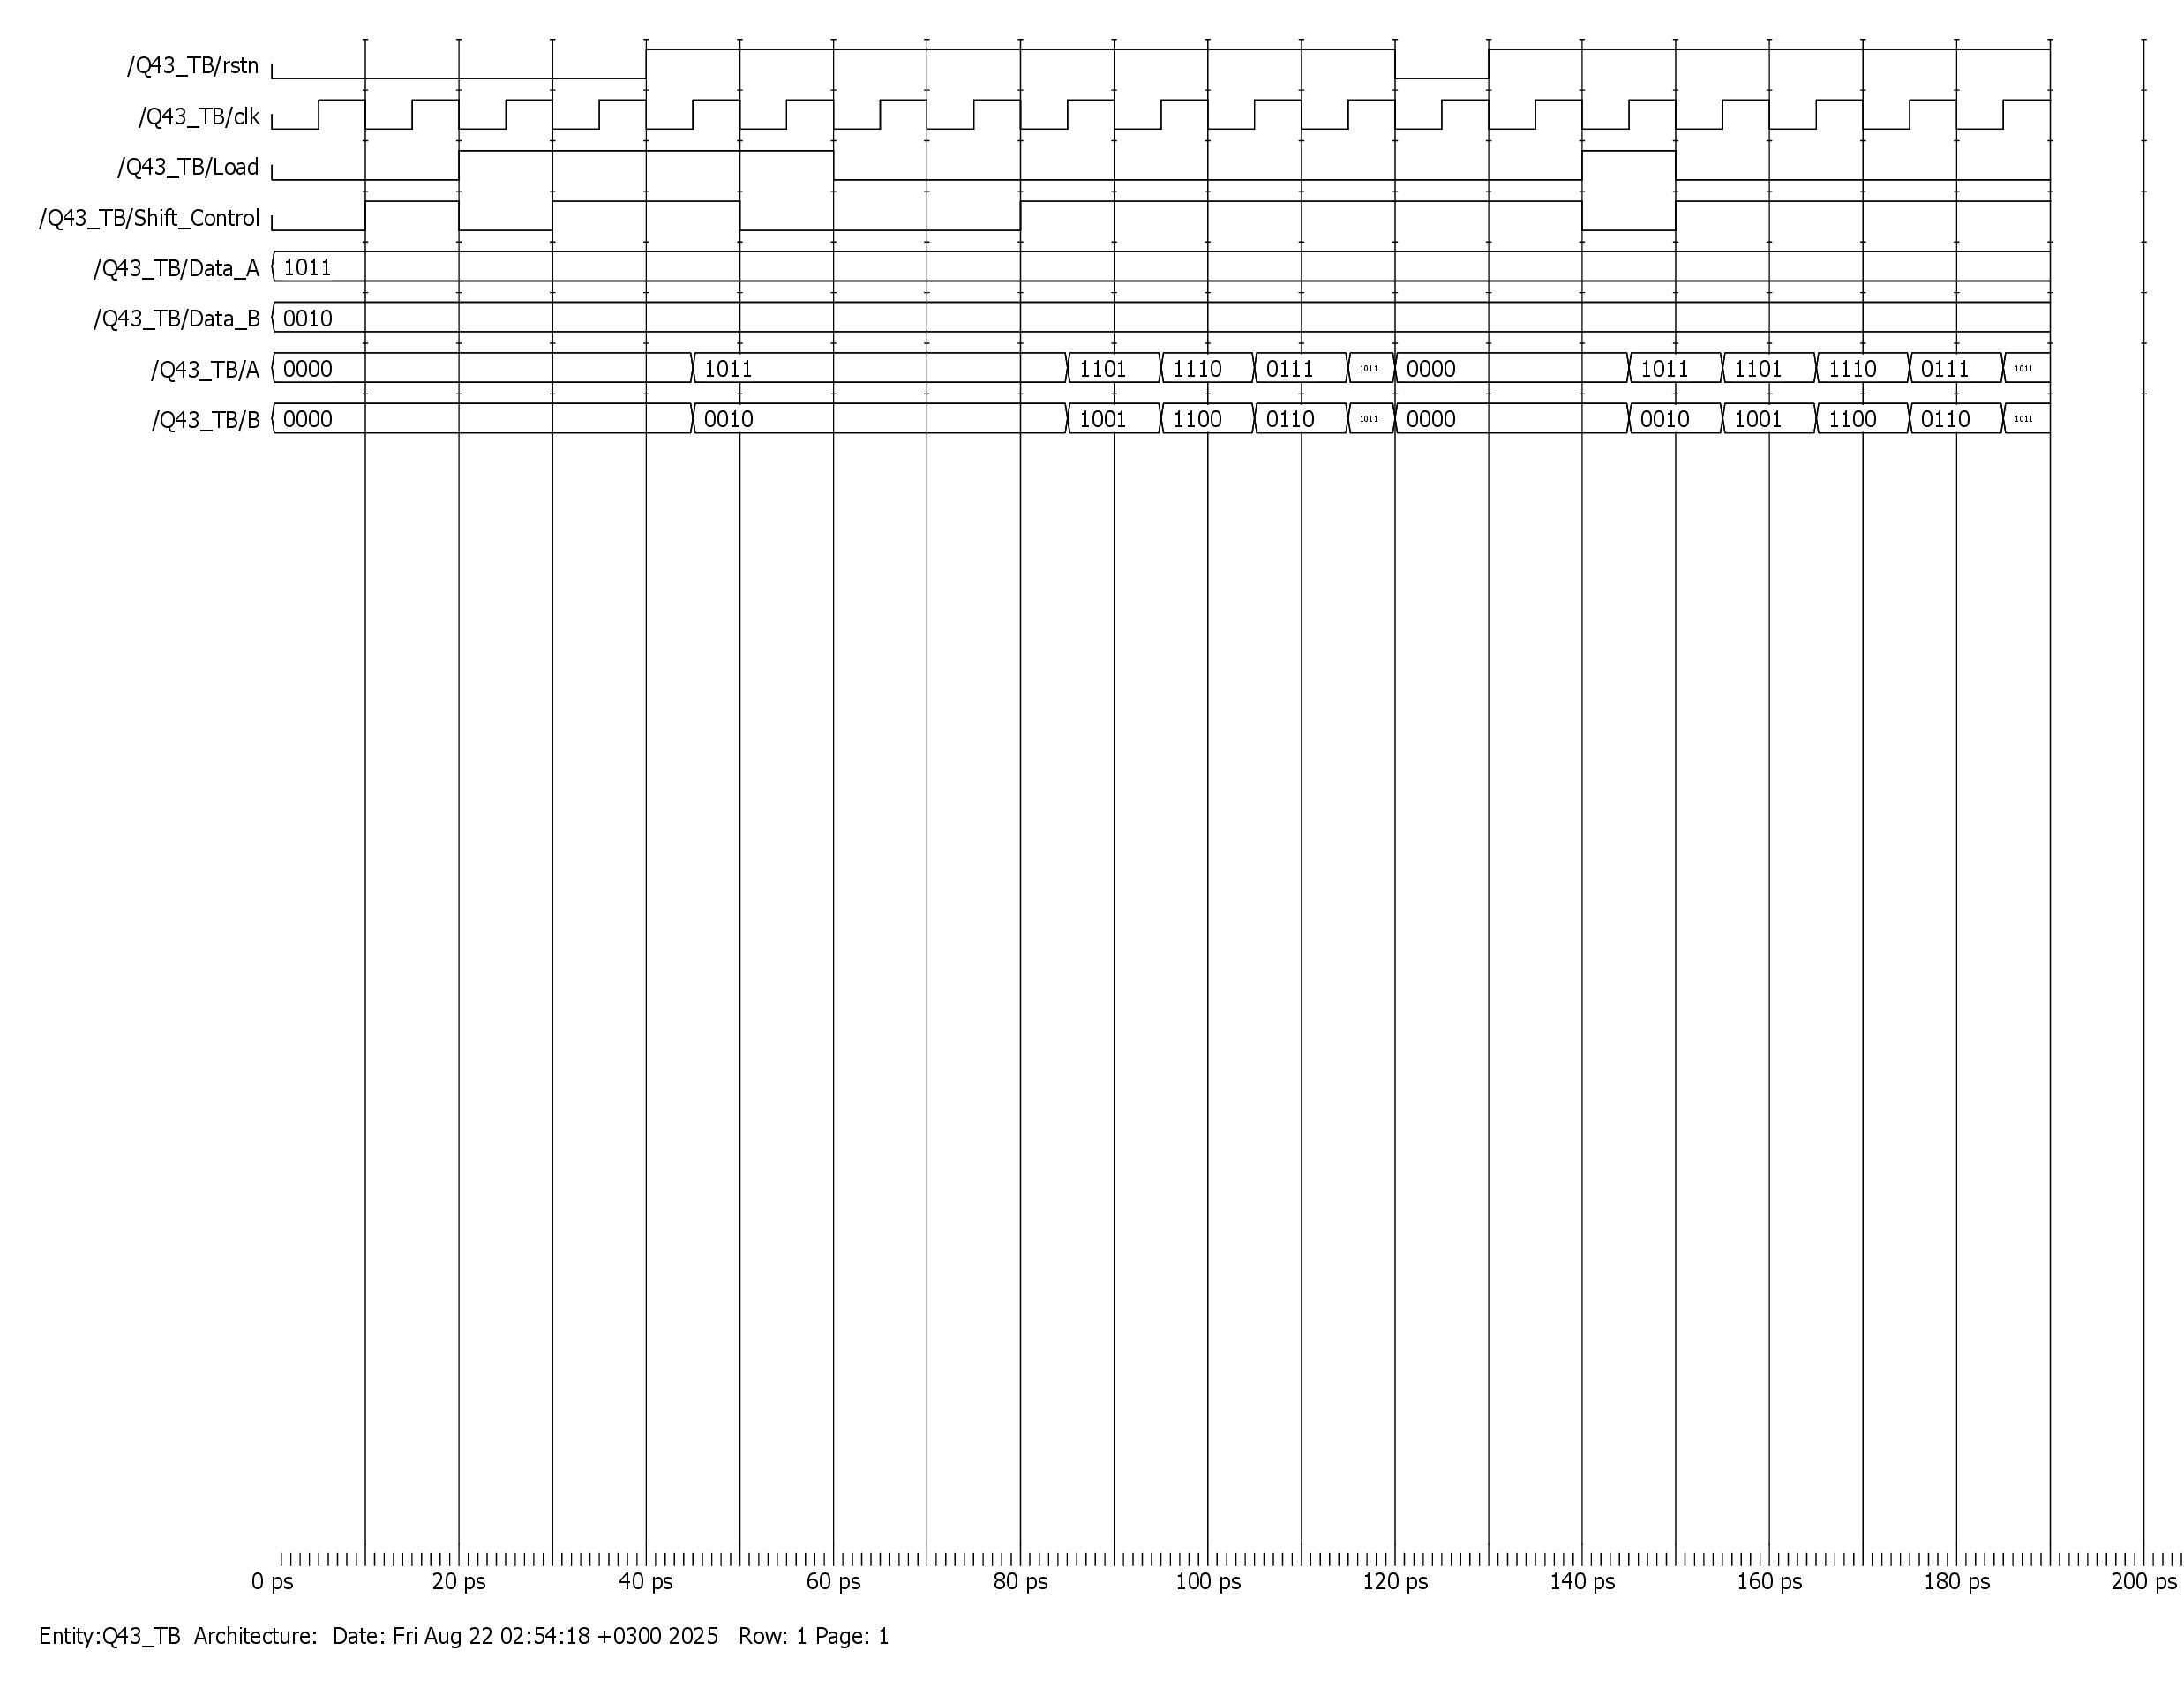 /Q43_TB/rstn
/Q43_TB/clk
/Q43_TB/Load
/Q43_TB/Shift_Control
/Q43_TB/Data_A 1011
/Q43_TB/Data_B 0010
/Q43_TB/A 0000 1011 1101 1110 0111 1011 0000 1011 1101 1110 0111 1011
/Q43_TB/B 0000 0010 1001 1100 0110 1011 0000 0010 1001 1100 0110 1011
0 ps 20 ps 40 ps 60 ps 80 ps 100 ps 120 ps 140 ps 160 ps 180 ps 200 ps
Entity:Q43_TB Architecture: Date: Fri Aug 22 02:54:18 +0300 2025 Row: 1 Page: 1